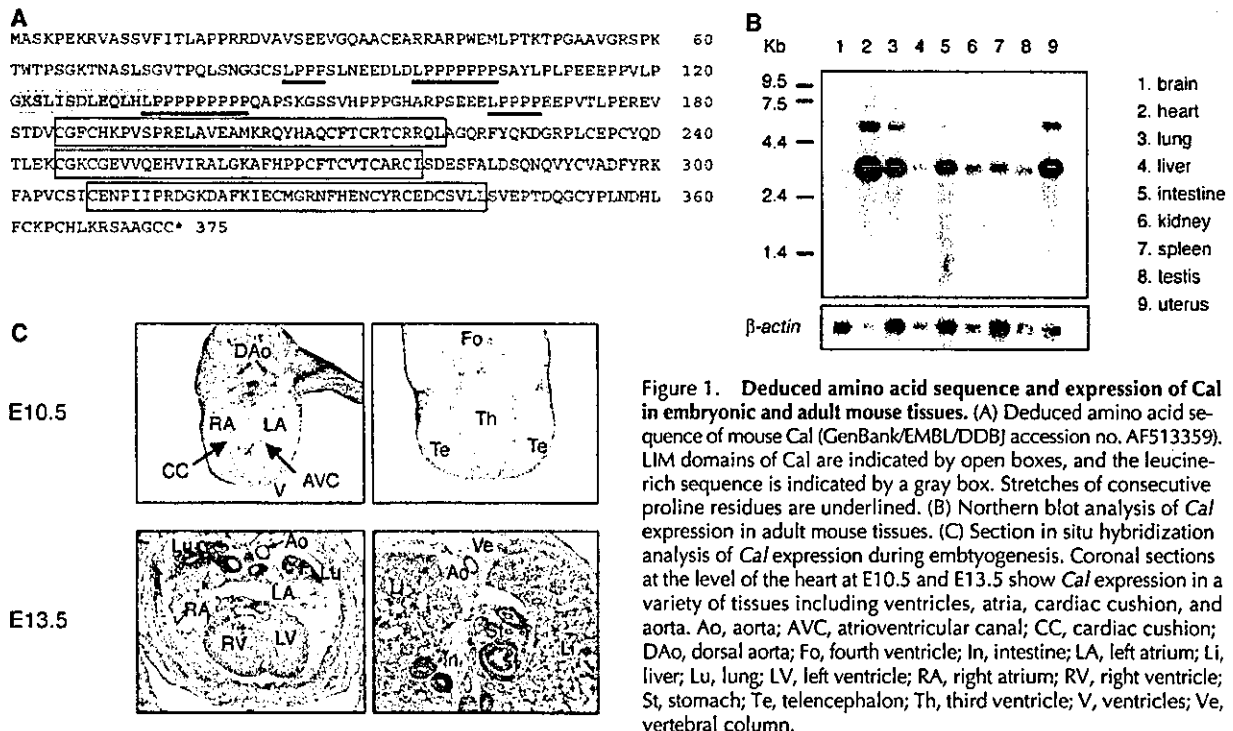 A
MASKPEKRVASSVFITLAPPRRDVAVSEEVGQAACEARRARPWEMLPTKTPGAAVGRSPK 60
TWTPSGKTNASLSGVTPQLSNGGCSLPPPSLNEEDLDLPPPPPPPSAYLPLPEEEPPVLP 120
GKSLISDLEQLHLPPPPPPPPQAPSKGSSVHPPPGHARPSEEELPPPPEEPVTLPEREV 180
STDVCGFCHKPVSPRELAVEAMKRQYHAQCFTCRTCRRQLAGQRFYQKDGRPLCEPCYQD 240
TLEKCGKCGEVVQEHVIRALGKAFHPPCFTCVTCARCISDESFALDSQNQVYCVADFYRK 300
FAPVCSICENPIIPRDGKDAFKIECMGRNFHENCYRCEDCSVLLSVEPTDQGCYPLNDHL 360
FCKPCHLKRSAAGCC* 375
B
Kb 1 2 3 4 5 6 7 8 9
9.5
7.5
4.4
2.4
1.4
β-actin
1. brain
2. heart
3. lung
4. liver
5. intestine
6. kidney
7. spleen
8. testis
9. uterus
C
E10.5
DAo
RA LA
CC AVC
V
Fo
Th
Te Te
E13.5
Lu Ao
Lu
LA
RA
RV LV
Ve
Ao
Li
St
In
Li
Figure 1. Deduced amino acid sequence and expression of Cal
in embryonic and adult mouse tissues. (A) Deduced amino acid se-
quence of mouse Cal (GenBank/EMBL/DDBJ accession no. AF513359).
LIM domains of Cal are indicated by open boxes, and the leucine-
rich sequence is indicated by a gray box. Stretches of consecutive
proline residues are underlined. (B) Northern blot analysis of Cal
expression in adult mouse tissues. (C) Section in situ hybridization
analysis of Cal expression during embtyogenesis. Coronal sections
at the level of the heart at E10.5 and E13.5 show Cal expression in a
variety of tissues including ventricles, atria, cardiac cushion, and
aorta. Ao, aorta; AVC, atrioventricular canal; CC, cardiac cushion;
DAo, dorsal aorta; Fo, fourth ventricle; In, intestine; LA, left atrium; Li,
liver; Lu, lung; LV, left ventricle; RA, right atrium; RV, right ventricle;
St, stomach; Te, telencephalon; Th, third ventricle; V, ventricles; Ve,
vertebral column.